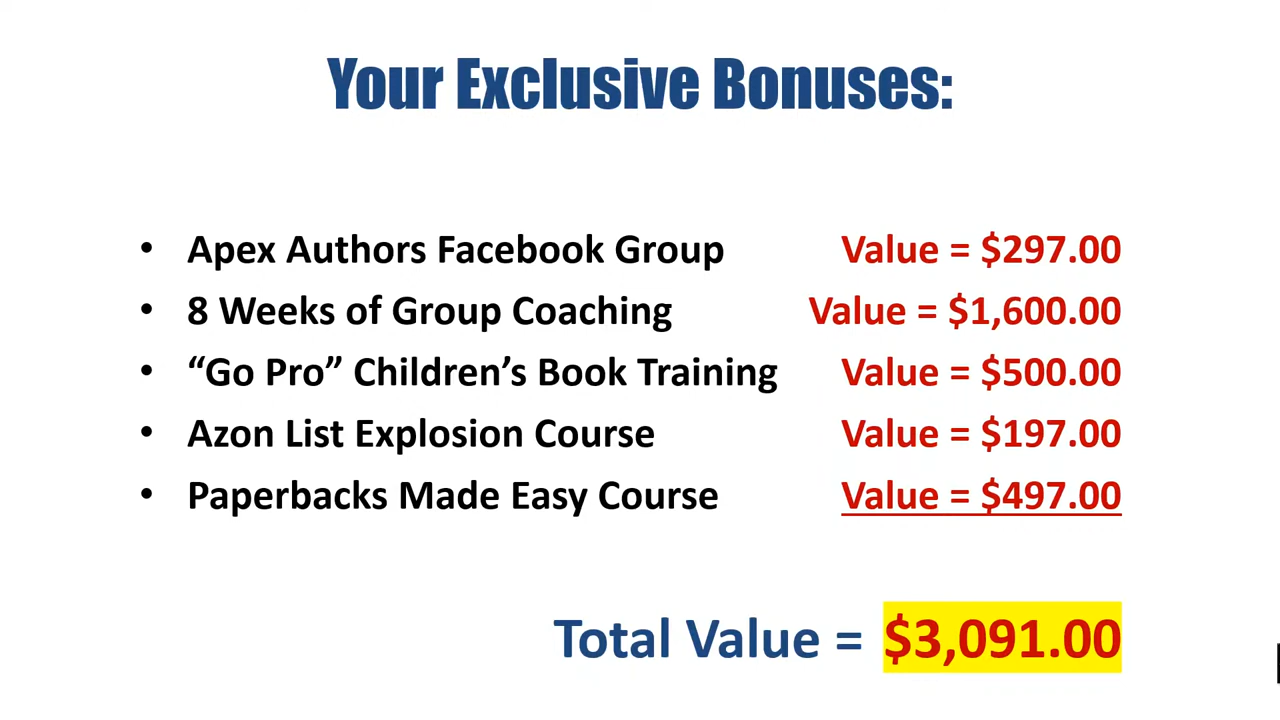 Your Exclusive Bonuses:
• Apex Authors Facebook Group Value = $297.00
• 8 Weeks of Group Coaching Value = $1,600.00
• “Go Pro” Children’s Book Training Value = $500.00
• Azon List Explosion Course Value = $197.00
• Paperbacks Made Easy Course Value = $497.00
Total Value = $3,091.00